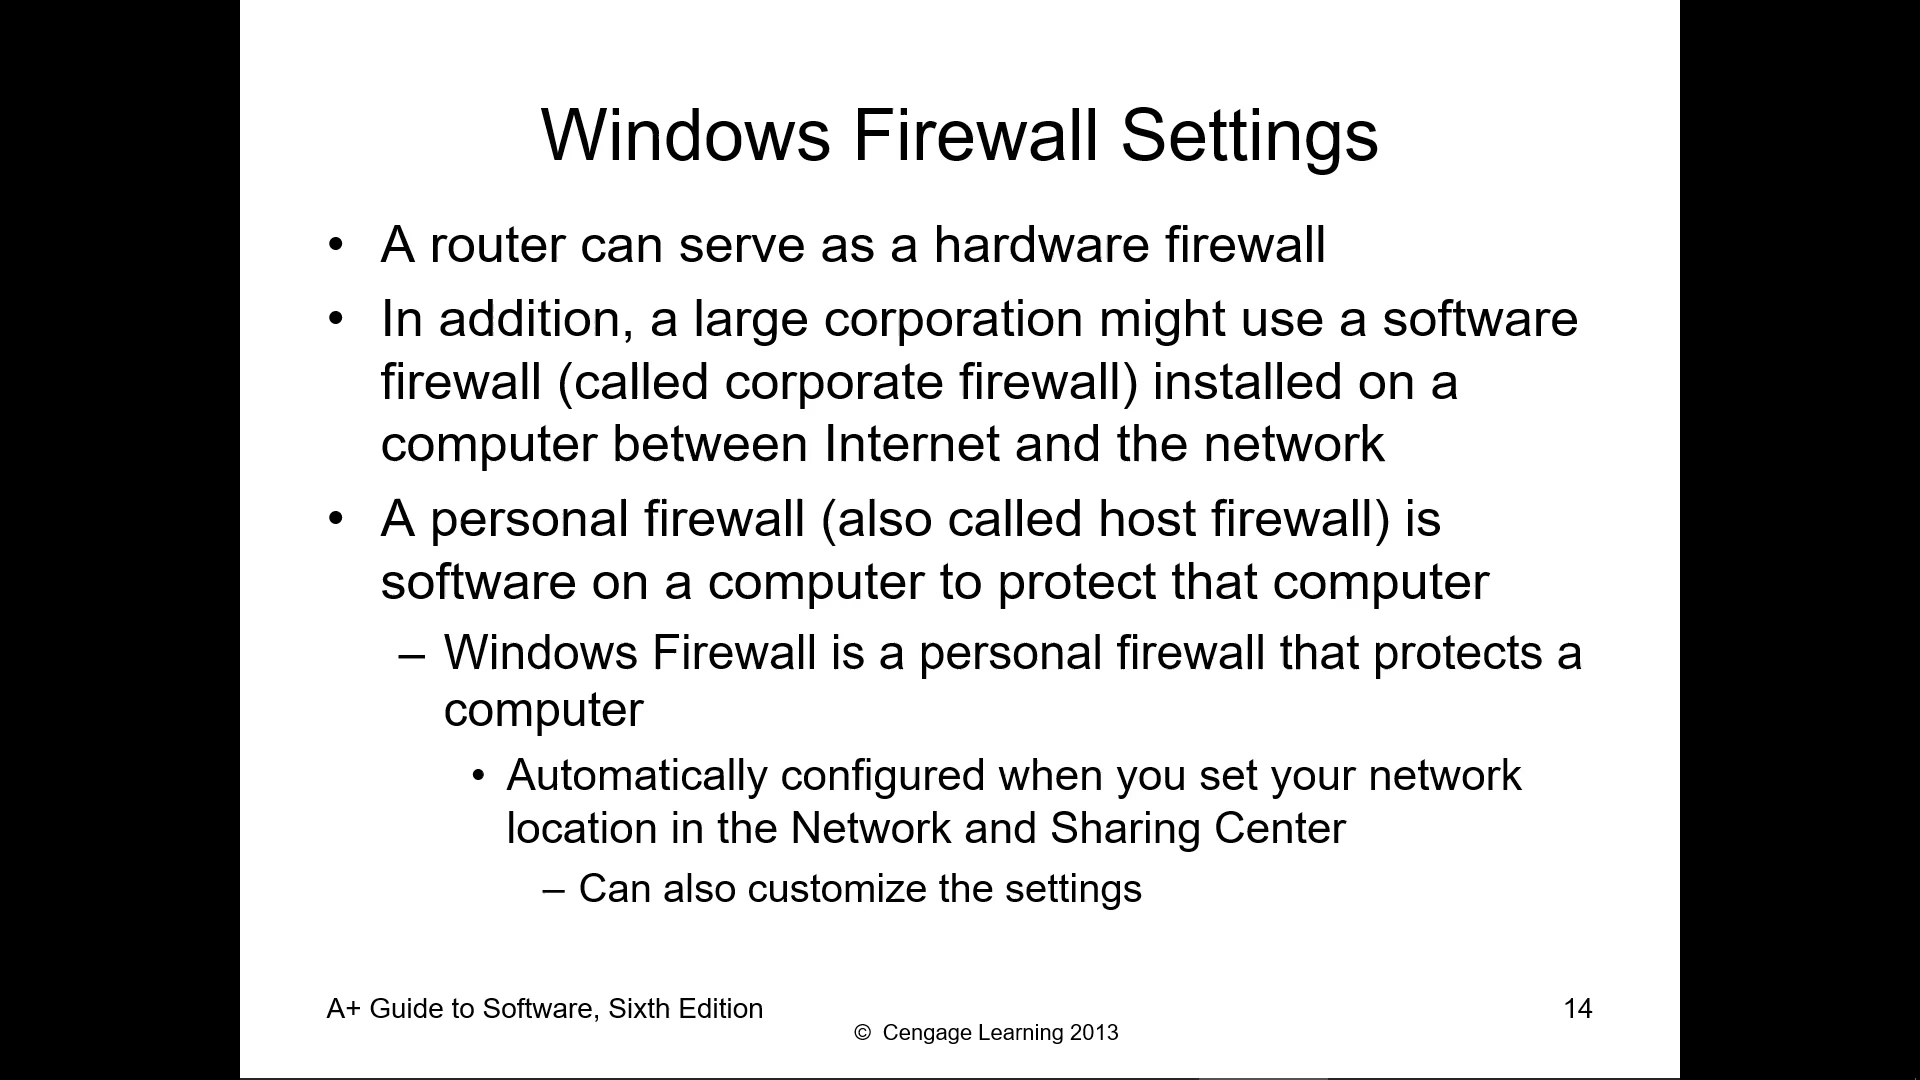 Windows Firewall Settings
• A router can serve as a hardware firewall
• In addition, a large corporation might use a software
firewall (called corporate firewall) installed on a
computer between Internet and the network
• A personal firewall (also called host firewall) is
software on a computer to protect that computer
– Windows Firewall is a personal firewall that protects a
computer
• Automatically configured when you set your network
location in the Network and Sharing Center
– Can also customize the settings
A+ Guide to Software, Sixth Edition
14
© Cengage Learning 2013